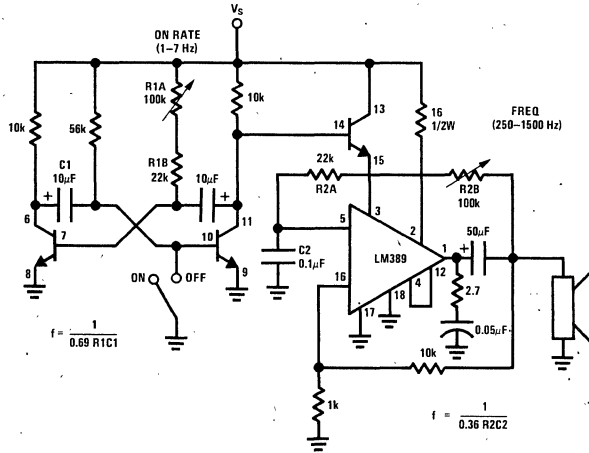 VS
ON RATE
(1–7 Hz)
R1A
100k
10k
56k
10k
14
13
15
16
1/2W
FREQ
(250–1500 Hz)
C1
10µF
+
R1B
22k
10µF
+
22k
R2A
R2B
100k
6
7
8
11
10
9
5
3
2
1
50µF
+
C2
0.1µF
LM389
16
17
18
4
12
2.7
0.05µF
ON
OFF
f = 1
0.69 R1C1
10k
1k
f = 1
0.36 R2C2